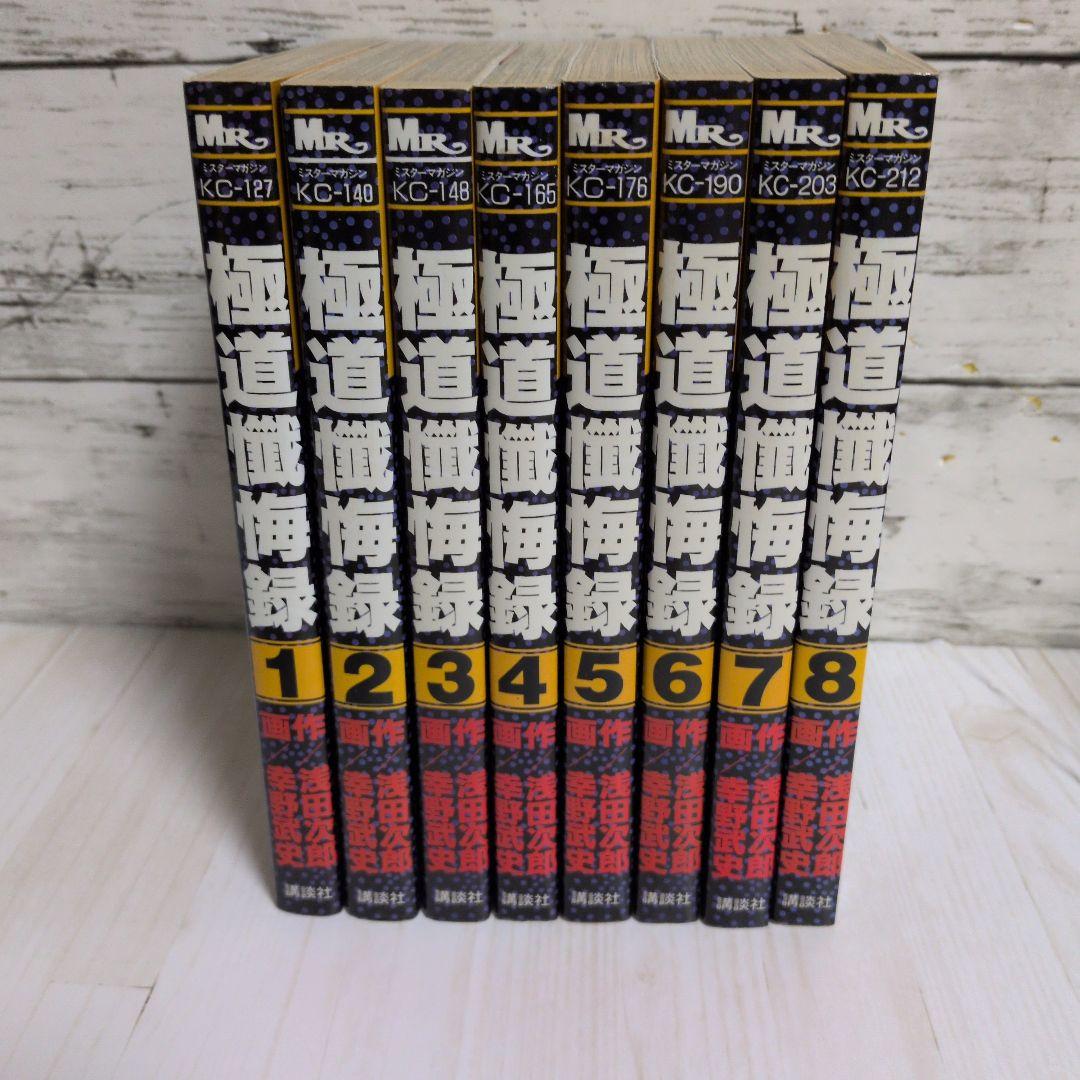 MR.
ミスターマガジン
KC-127
極道懺悔録
1
作/浅田次郎
画/幸野武史
講談社
MR.
ミスターマガジン
KC-140
極道懺悔録
2
作/浅田次郎
画/幸野武史
講談社
MR.
ミスターマガジン
KC-148
極道懺悔録
3
作/浅田次郎
画/幸野武史
講談社
MR.
ミスターマガジン
KC-165
極道懺悔録
4
作/浅田次郎
画/幸野武史
講談社
MR.
ミスターマガジン
KC-176
極道懺悔録
5
作/浅田次郎
画/幸野武史
講談社
MR.
ミスターマガジン
KC-190
極道懺悔録
6
作/浅田次郎
画/幸野武史
講談社
MR.
ミスターマガジン
KC-203
極道懺悔録
7
作/浅田次郎
画/幸野武史
講談社
MR.
ミスターマガジン
KC-212
極道懺悔録
8
作/浅田次郎
画/幸野武史
講談社